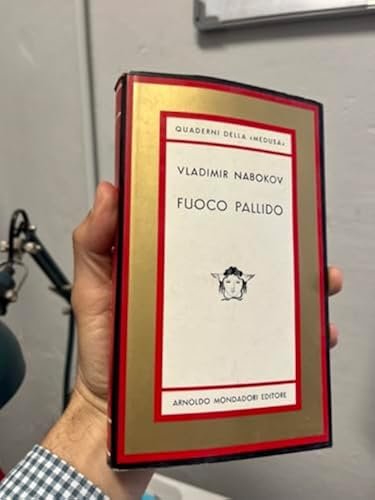 QUADERNI DELLA «MEDUSA»
VLADIMIR NABOKOV
FUOCO PALLIDO
ARNOLDO MONDADORI EDITORE